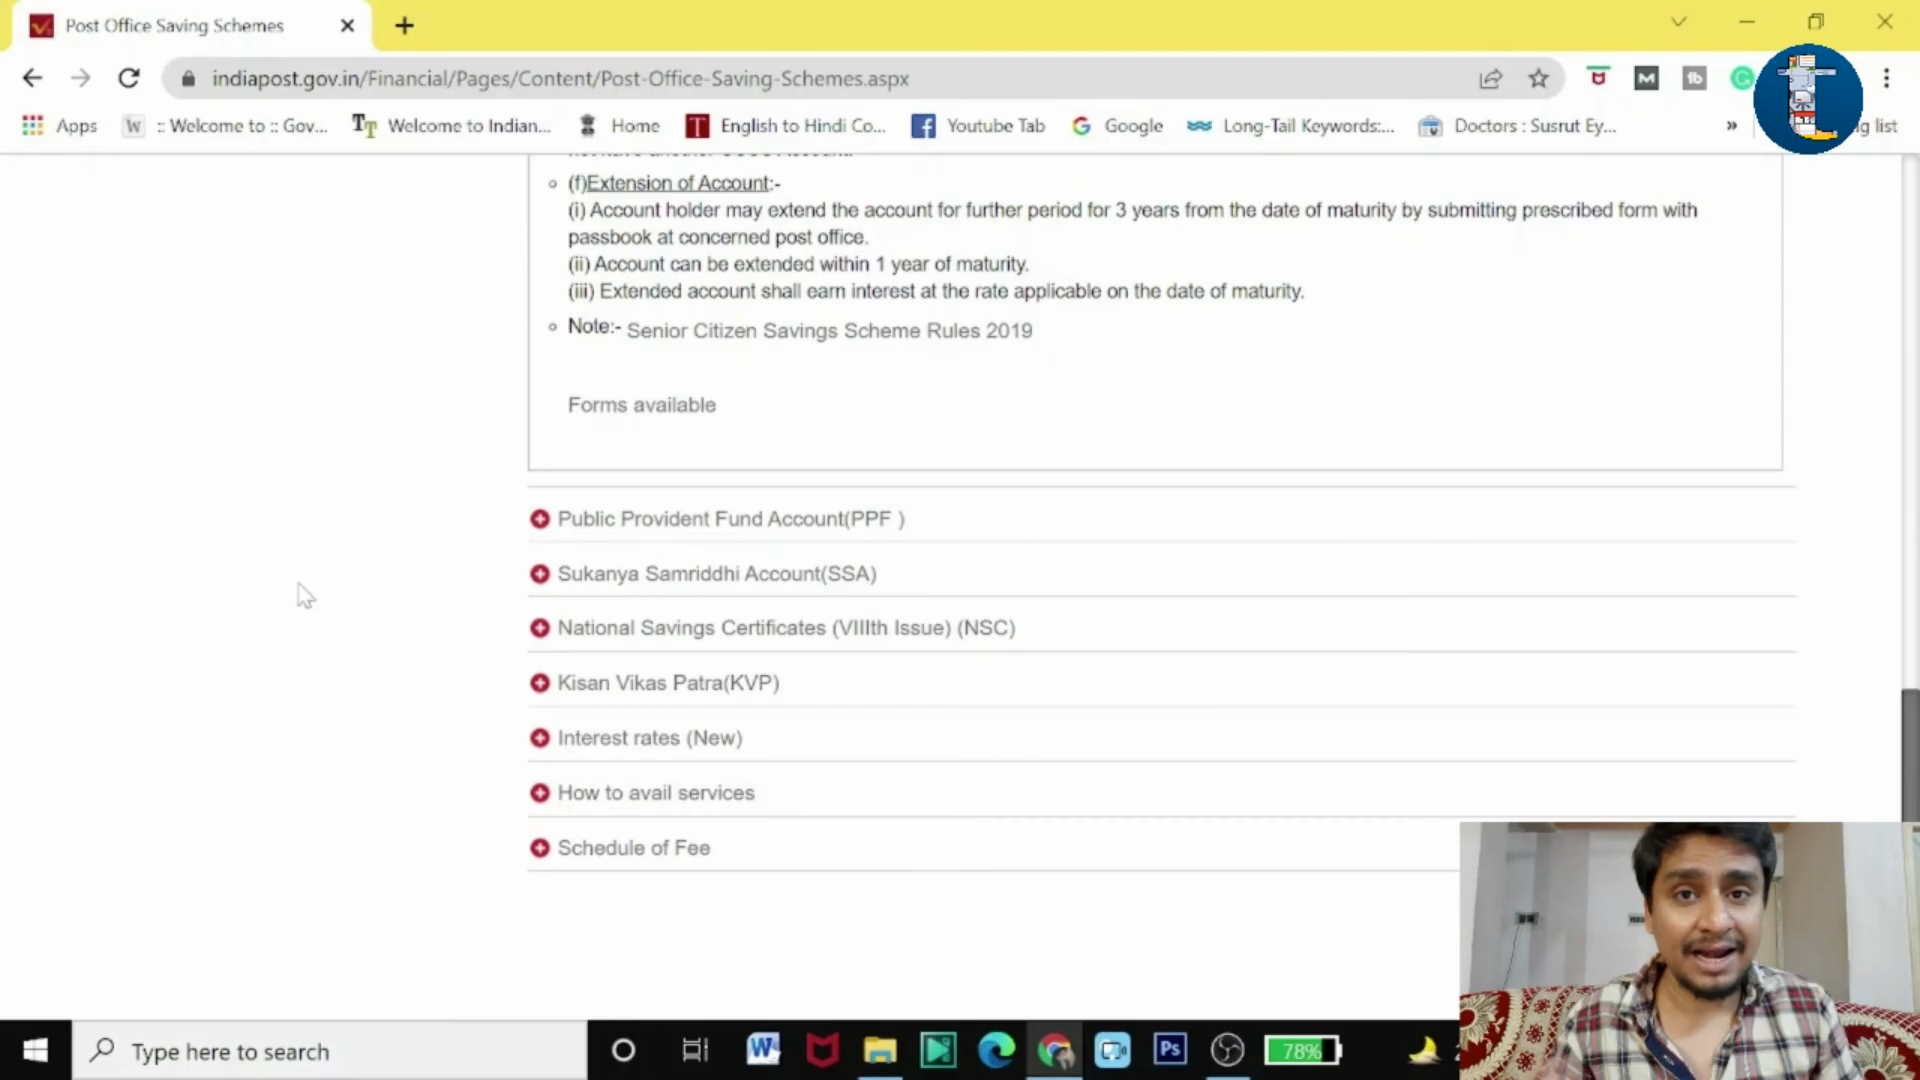 Post Office Saving Schemes
indiapost.gov.in/Financial/Pages/Content/Post-Office-Saving-Schemes.aspx
Apps
:: Welcome to :: Gov...
Welcome to Indian...
Home
English to Hindi Co...
Youtube Tab
Google
Long-Tail Keywords:...
Doctors : Susrut Ey...
»
g list
(f)Extension of Account:-
(i) Account holder may extend the account for further period for 3 years from the date of maturity by submitting prescribed form with
passbook at concerned post office.
(ii) Account can be extended within 1 year of maturity.
(iii) Extended account shall earn interest at the rate applicable on the date of maturity.
Note:- Senior Citizen Savings Scheme Rules 2019
Forms available
Public Provident Fund Account(PPF )
Sukanya Samriddhi Account(SSA)
National Savings Certificates (VIIIth Issue) (NSC)
Kisan Vikas Patra(KVP)
Interest rates (New)
How to avail services
Schedule of Fee
Type here to search
W
Ps
78%